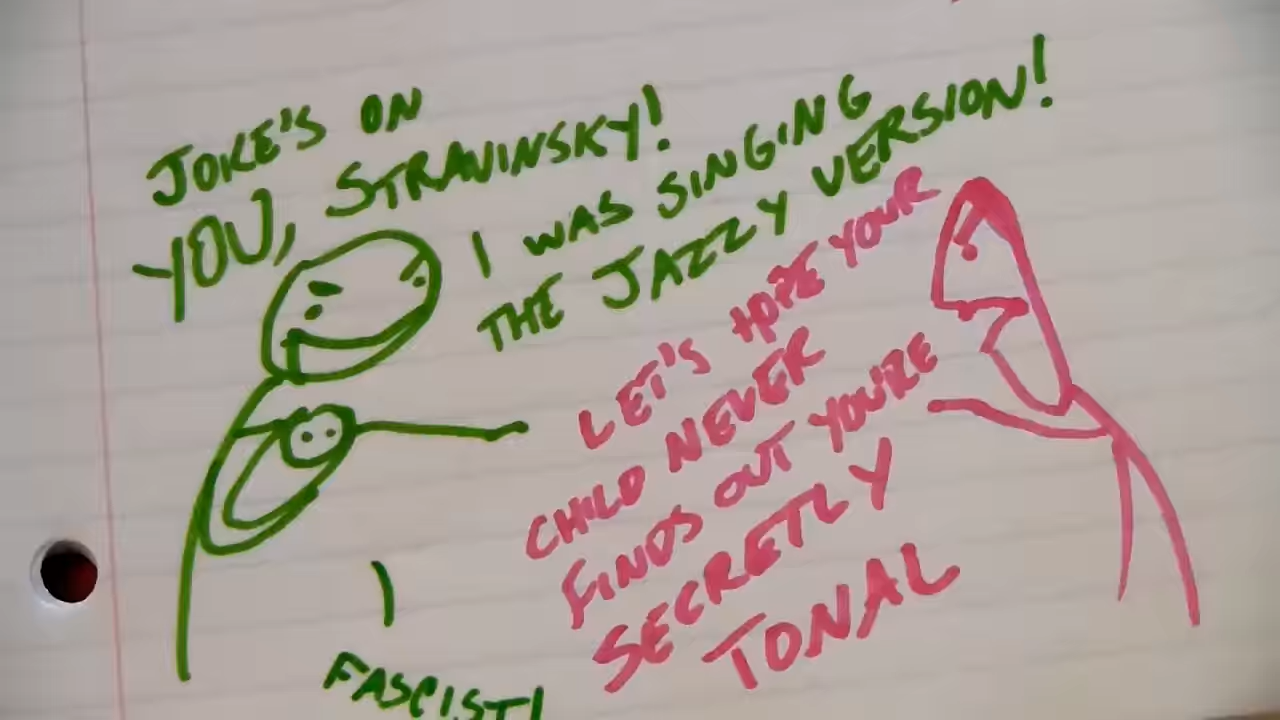 JOKE'S ON
YOU, STRAVINSKY!
I WAS SINGING
THE JAZZY VERSION!
LET'S HOPE YOUR
CHILD NEVER
FINDS OUT YOU'RE
SECRETLY
TONAL
FASCIST!